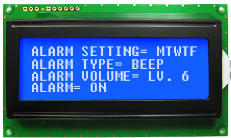 ALARM SETTING= MTWTF
ALARM TYPE= BEEP
ALARM VOLUME= LV. 6
ALARM= ON